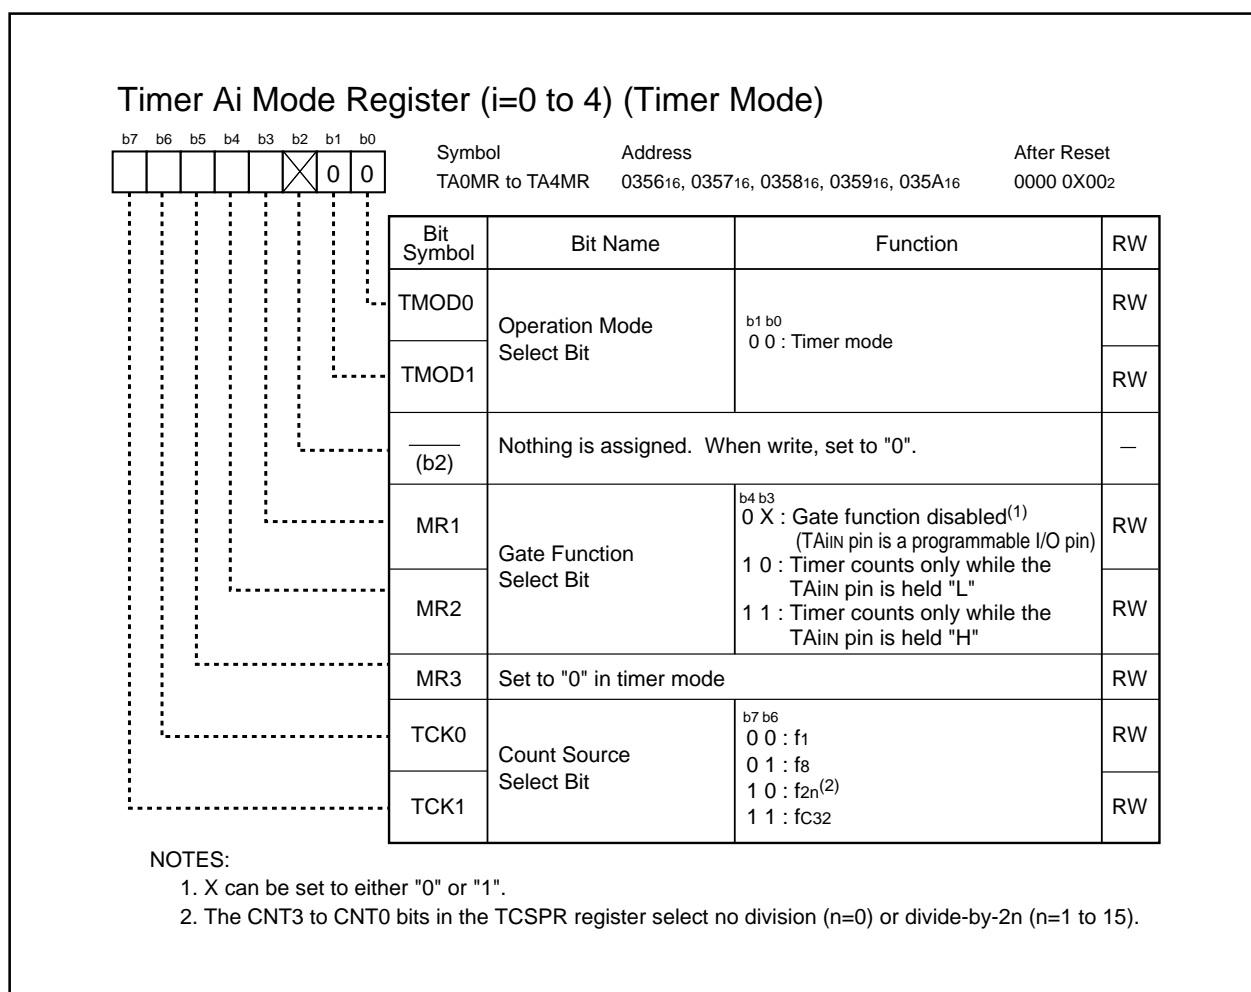 Timer Ai Mode Register (i=0 to 4) (Timer Mode)
b7 b6 b5 b4 b3 b2 b1 b0
0 0
Symbol Address After Reset
TA0MR to TA4MR 035616, 035716, 035816, 035916, 035A16 0000 0X002
Bit Symbol Bit Name Function RW
TMOD0 RW
Operation Mode Select Bit
b1 b0
0 0 : Timer mode
TMOD1 RW
(b2) Nothing is assigned. When write, set to "0". —
MR1 RW
Gate Function Select Bit
b4 b3
0 X : Gate function disabled(1)
(TAiIN pin is a programmable I/O pin)
1 0 : Timer counts only while the
TAiIN pin is held "L"
1 1 : Timer counts only while the
TAiIN pin is held "H"
MR2 RW
MR3 Set to "0" in timer mode RW
TCK0 RW
Count Source Select Bit
b7 b6
0 0 : f1
0 1 : f8
1 0 : f2n(2)
1 1 : fC32
TCK1 RW
NOTES:
1. X can be set to either "0" or "1".
2. The CNT3 to CNT0 bits in the TCSPR register select no division (n=0) or divide-by-2n (n=1 to 15).